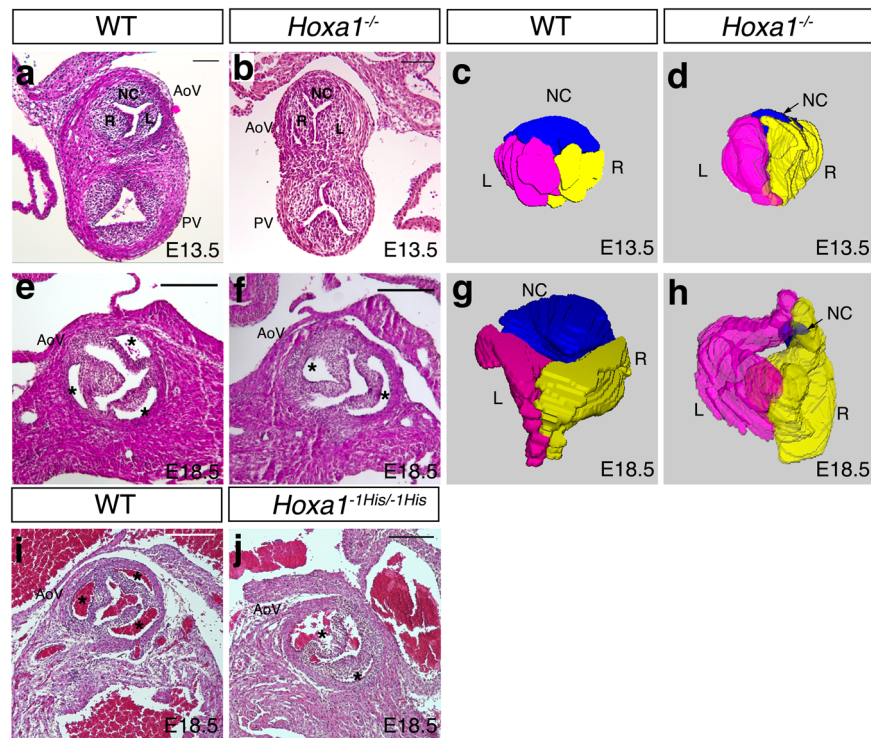 WT Hoxa1-/- WT Hoxa1-/-
a AoV NC R L PV E13.5
b AoV NC R L PV E13.5
c NC L R E13.5
d NC L R E13.5
e AoV * * * E18.5
f AoV * * E18.5
g NC L R E18.5
h NC L R E18.5
WT Hoxa1-1His/-1His
i AoV * * * E18.5
j AoV * * E18.5